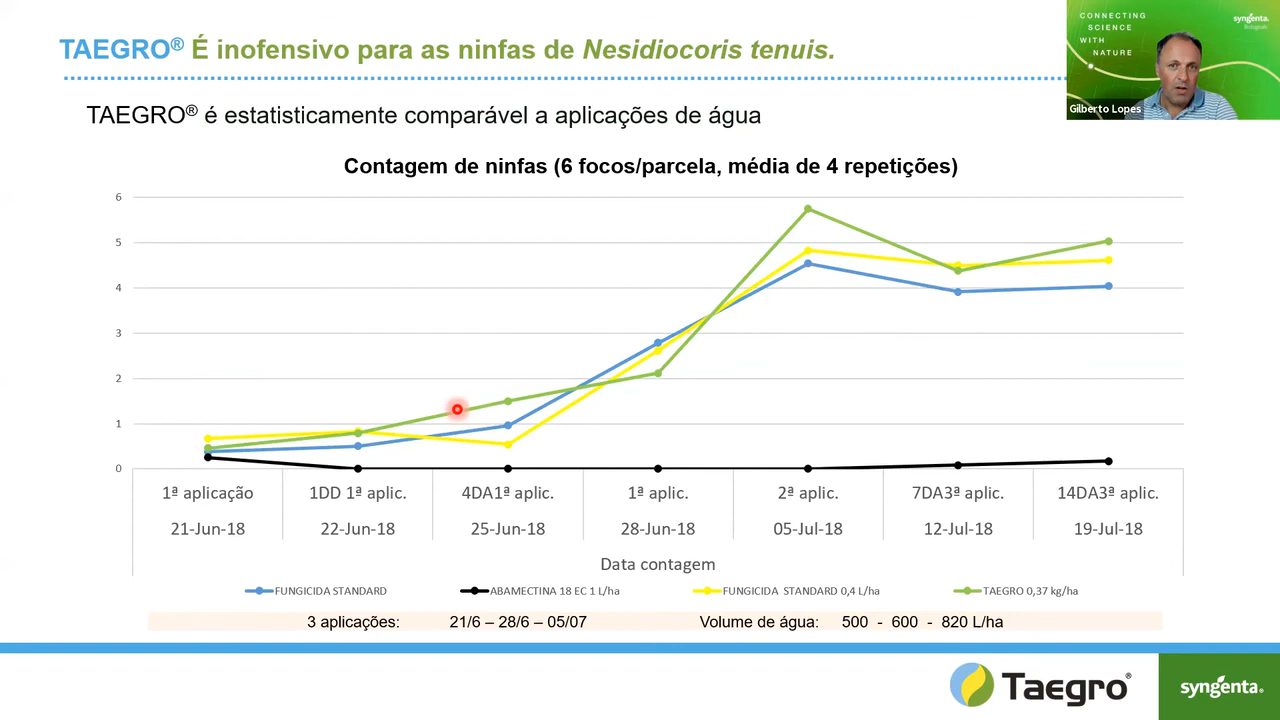 TAEGRO® É inofensivo para as ninfas de Nesidiocoris tenuis.
CONNECTING
SCIENCE
WITH
NATURE
syngenta.
Biologicals
Gilberto Lopes
TAEGRO® é estatisticamente comparável a aplicações de água
Contagem de ninfas (6 focos/parcela, média de 4 repetições)
6
5
4
3
2
1
0
1ª aplicação 1DD 1ª aplic. 4DA1ª aplic. 1ª aplic. 2ª aplic. 7DA3ª aplic. 14DA3ª aplic.
21-Jun-18 22-Jun-18 25-Jun-18 28-Jun-18 05-Jul-18 12-Jul-18 19-Jul-18
Data contagem
FUNGICIDA STANDARD ABAMECTINA 18 EC 1 L/ha FUNGICIDA STANDARD 0,4 L/ha TAEGRO 0,37 kg/ha
3 aplicações: 21/6 – 28/6 – 05/07 Volume de água: 500 - 600 - 820 L/ha
Taegro®
syngenta®